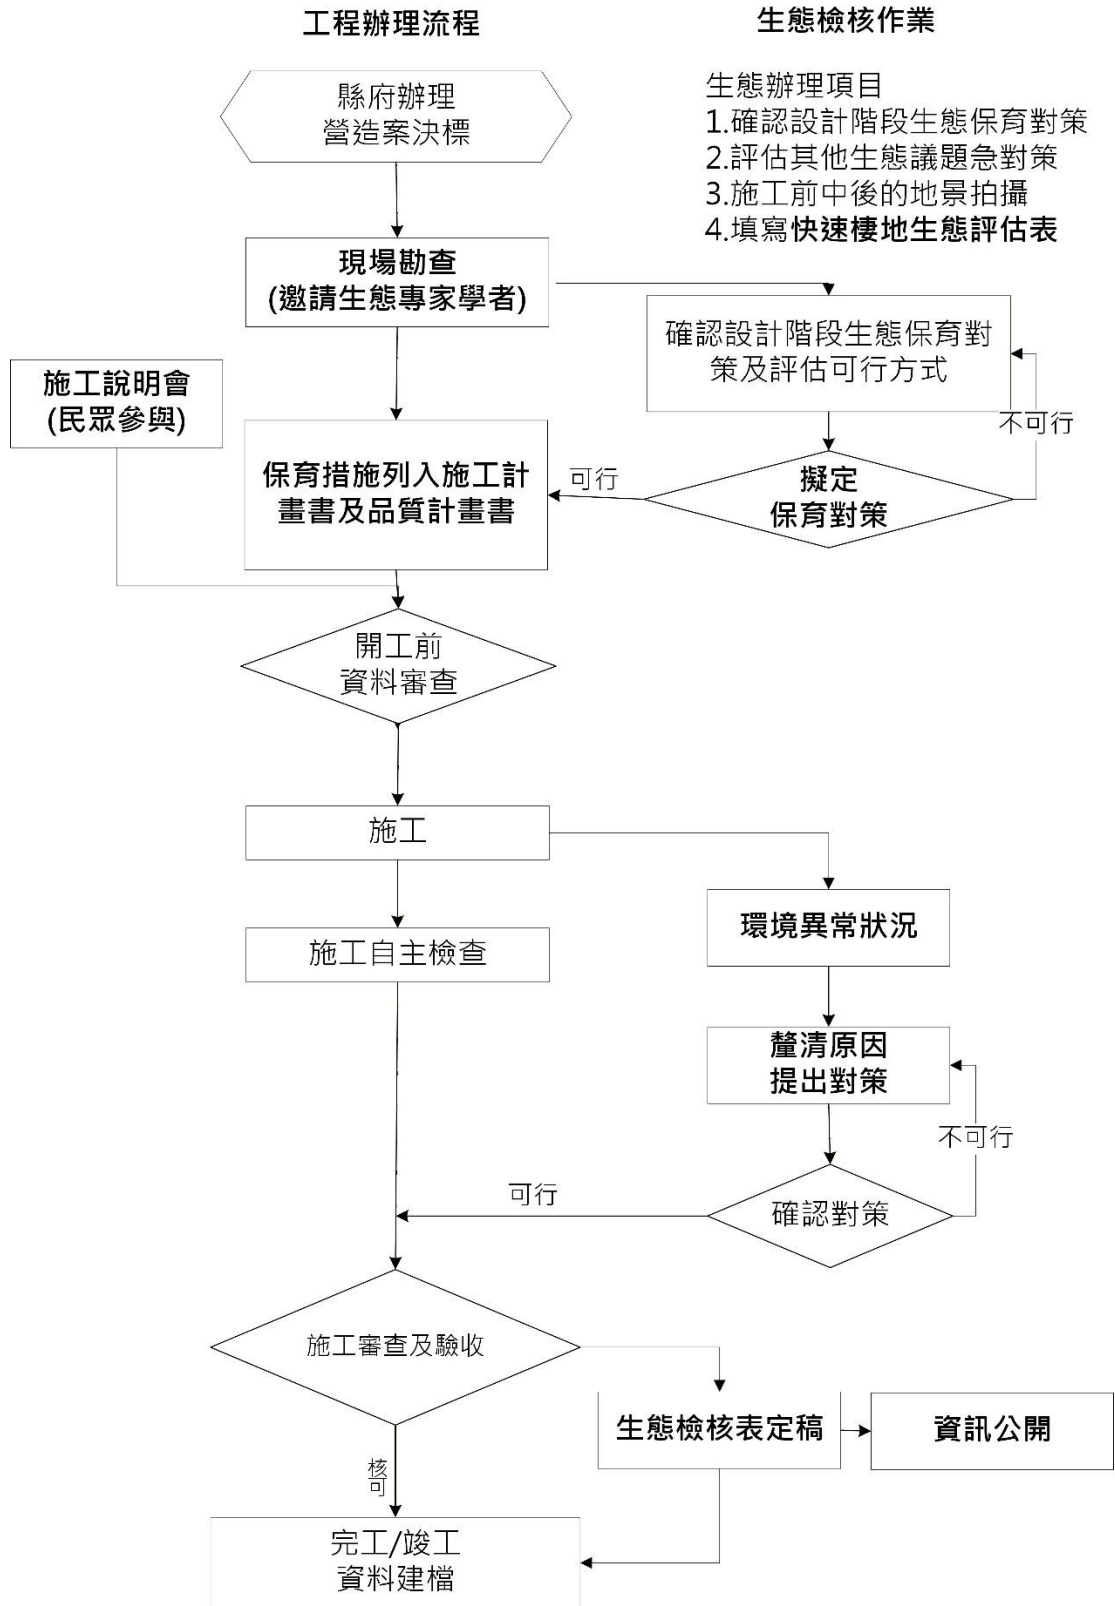 工程辦理流程
生態檢核作業
縣府辦理
營造案決標
生態辦理項目
1.確認設計階段生態保育對策
2.評估其他生態議題急對策
3.施工前中後的地景拍攝
4.填寫快速棲地生態評估表
現場勘查
(邀請生態專家學者)
確認設計階段生態保育對
策及評估可行方式
施工說明會
(民眾參與)
不可行
保育措施列入施工計
畫書及品質計畫書
可行
擬定
保育對策
開工前
資料審查
施工
環境異常狀況
施工自主檢查
釐清原因
提出對策
不可行
可行
確認對策
施工審查及驗收
生態檢核表定稿
資訊公開
核可
完工/竣工
資料建檔